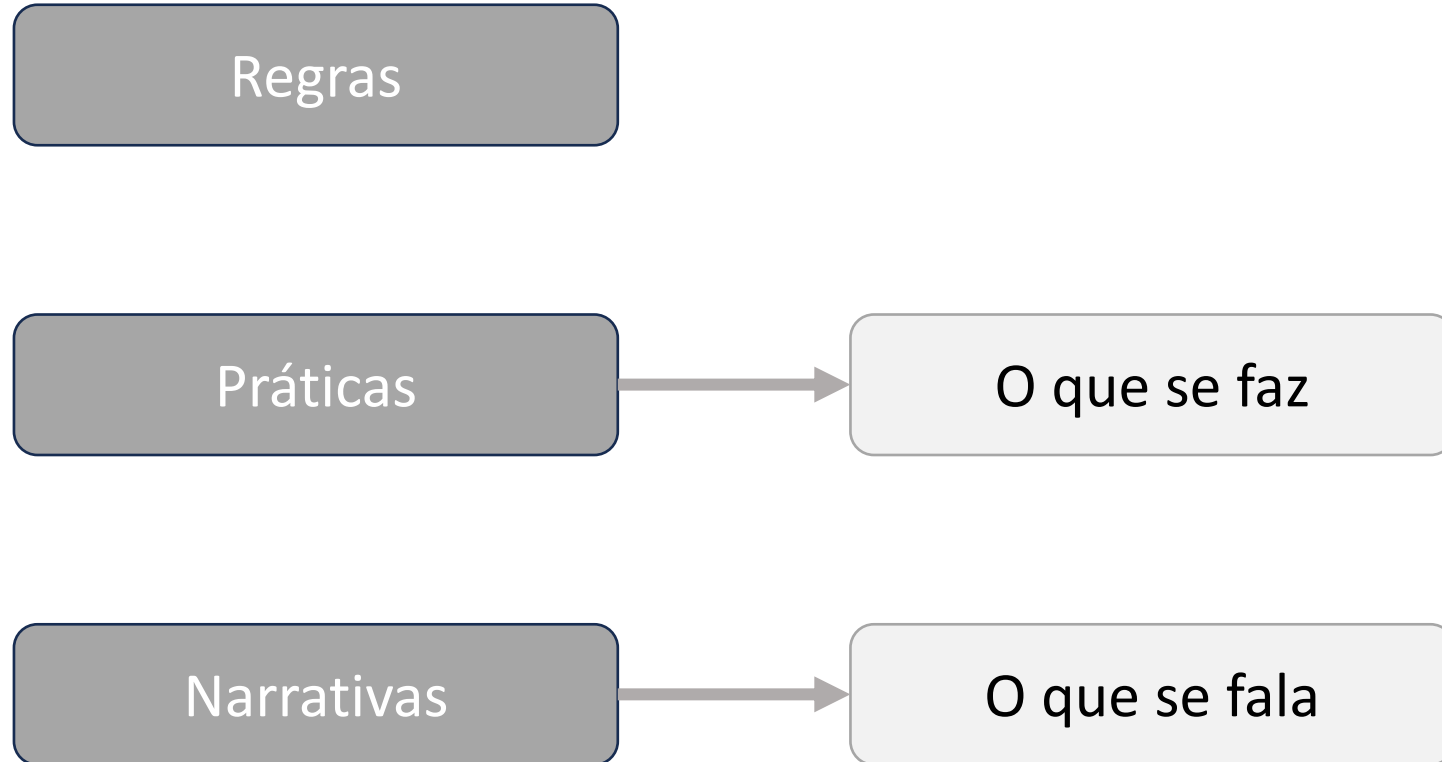 Regras
Práticas
O que se faz
Narrativas
O que se fala